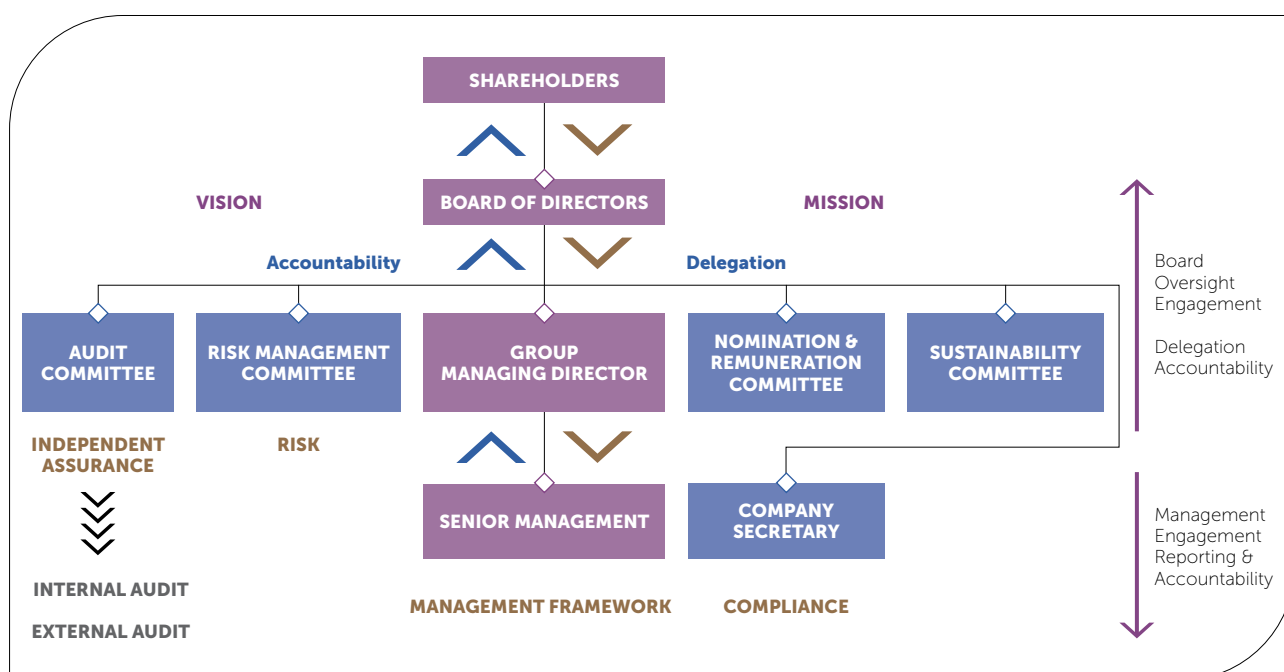 SHAREHOLDERS
VISION
BOARD OF DIRECTORS
MISSION
Accountability
Delegation
AUDIT
COMMITTEE
RISK MANAGEMENT
COMMITTEE
GROUP
MANAGING DIRECTOR
NOMINATION &
REMUNERATION
COMMITTEE
SUSTAINABILITY
COMMITTEE
Board
Oversight
Engagement
Delegation
Accountability
INDEPENDENT
ASSURANCE
RISK
SENIOR MANAGEMENT
COMPANY
SECRETARY
Management
Engagement
Reporting &
Accountability
INTERNAL AUDIT
EXTERNAL AUDIT
MANAGEMENT FRAMEWORK
COMPLIANCE